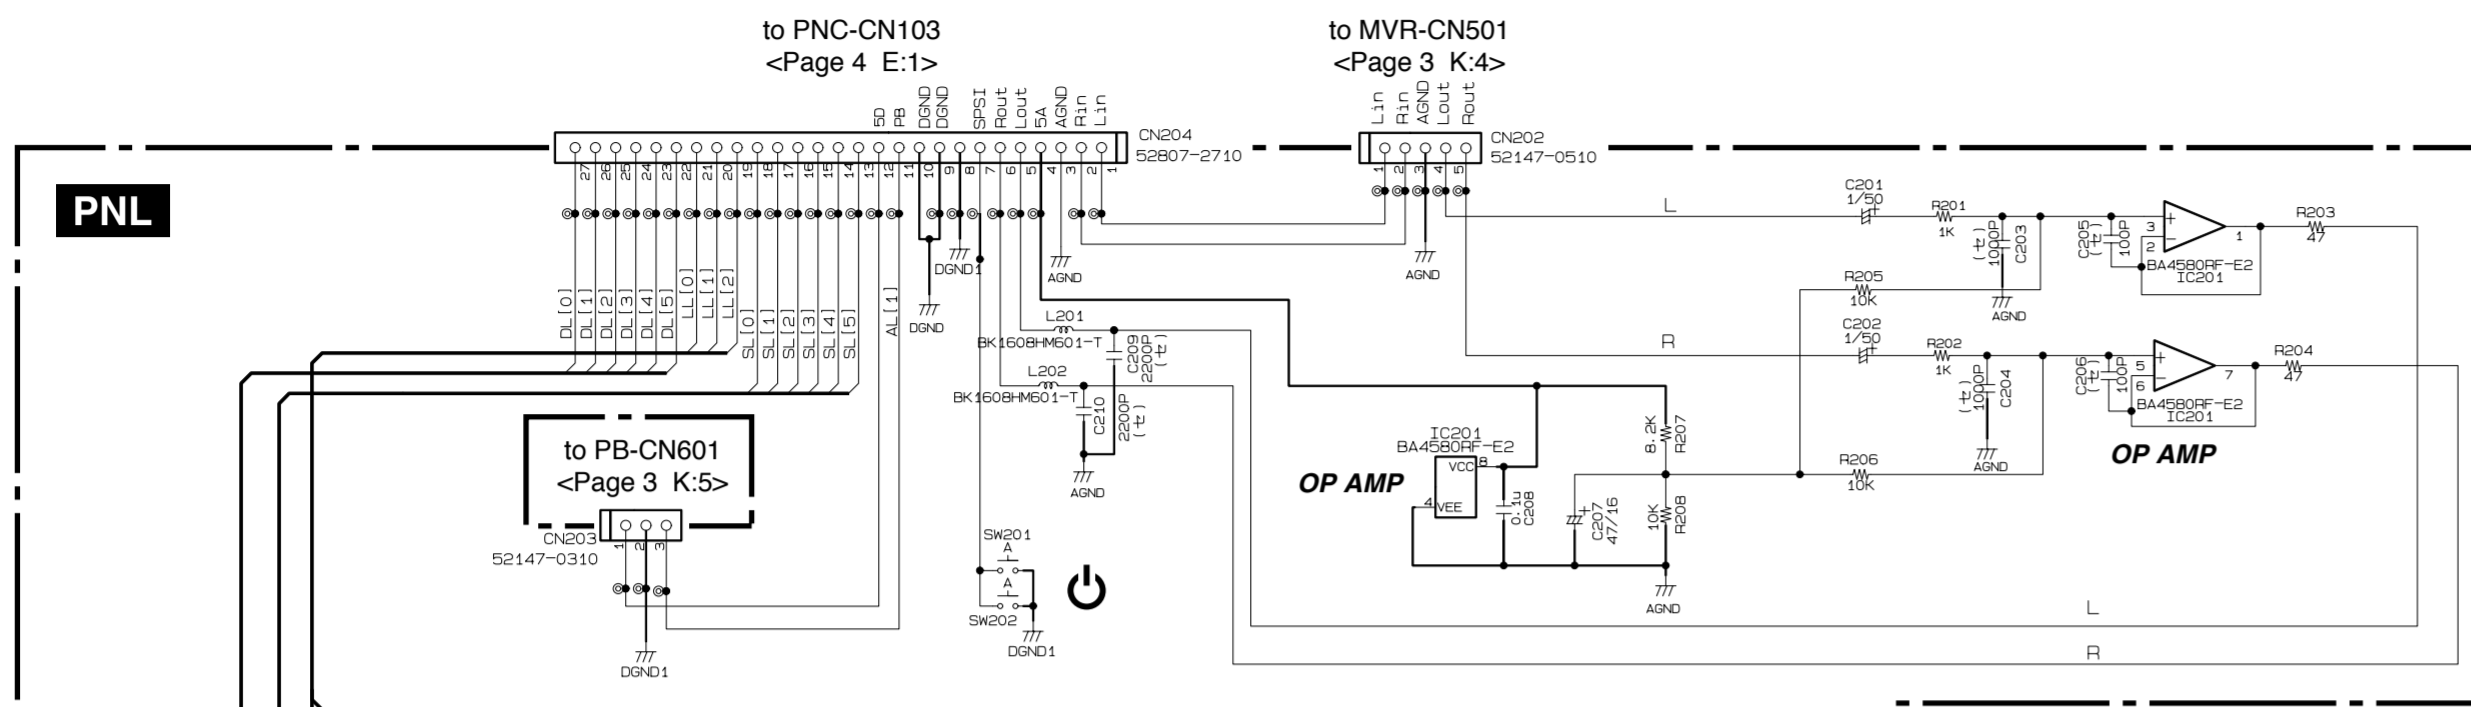 to PNC-CN103
<Page 4 E:1>
to MVR-CN501
<Page 3 K:4>
5D
PB
DGND
DGND
SPSI
Rout
Lout
5A
AGND
Rin
Lin
CN204
52807-2710
Lin
Rin
AGND
Lout
Rout
CN202
52147-0510
PNL
27 26 25 24 23 22 21 20 19 18 17 16 15 14 13 12 11 10 9 8 7 6 5 4 3 2 1
1 2 3 4 5
DL[0]
DL[1]
DL[2]
DL[3]
DL[4]
DL[5]
LL[0]
LL[1]
LL[2]
SL[0]
SL[1]
SL[2]
SL[3]
SL[4]
SL[5]
AL[1]
DGND1
DGND
AGND
AGND
L
C201
1/50
R201
1K
(セ)
1000P
C203
AGND
C205
(セ)
100P
+
3
-
2
1
BA4580RF-E2
IC201
R203
47
R205
10K
R
C202
1/50
R202
1K
(セ)
1000P
C204
AGND
C206
(セ)
100P
+
5
-
6
7
BA4580RF-E2
IC201
OP AMP
R204
47
R206
10K
L201
BK1608HM601-T
C209
2200P
(セ)
L202
BK1608HM601-T
C210
2200P
(セ)
AGND
to PB-CN601
<Page 3 K:5>
CN203
52147-0310
1 2 3
DGND1
SW201
A
A
SW202
DGND1
OP AMP
IC201
BA4580RF-E2
VCC
8
4
VEE
0.1u
C208
C207
47/16
+
8.2K
R207
10K
R208
AGND
L
R